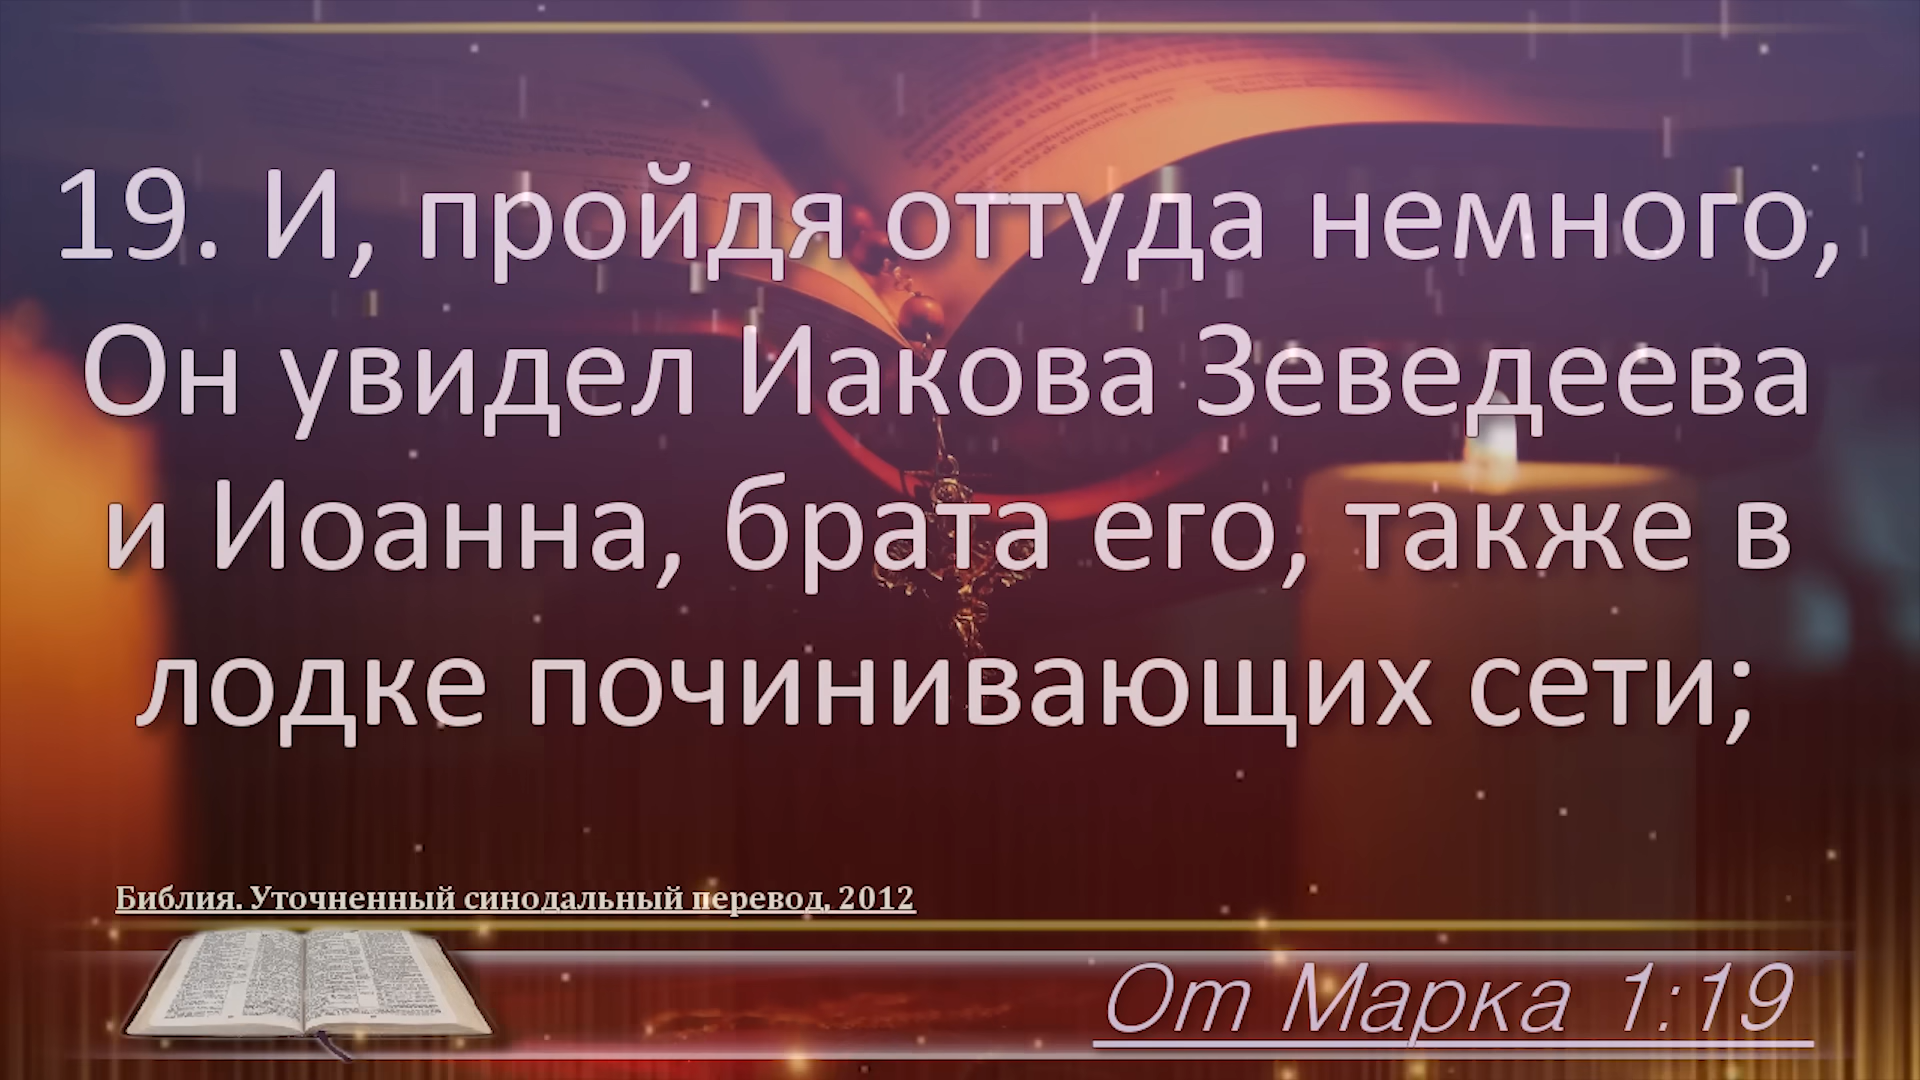 19. И, пройдя оттуда немного,
Он увидел Иакова Зеведеева
и Иоанна, брата его, также в
лодке починивающих сети;
Библия. Уточненный синодальный перевод, 2012
От Марка 1:19